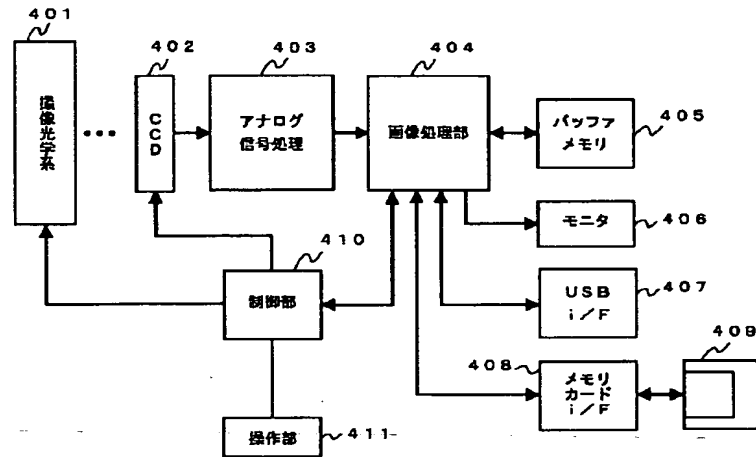 401
402
403
404
撮像光学系
CCD
アナログ
信号処理
画像処理部
バッファ
メモリ
405
モニタ
406
410
制御部
USB
i/F
407
408
メモリ
カード
i/F
409
操作部
411